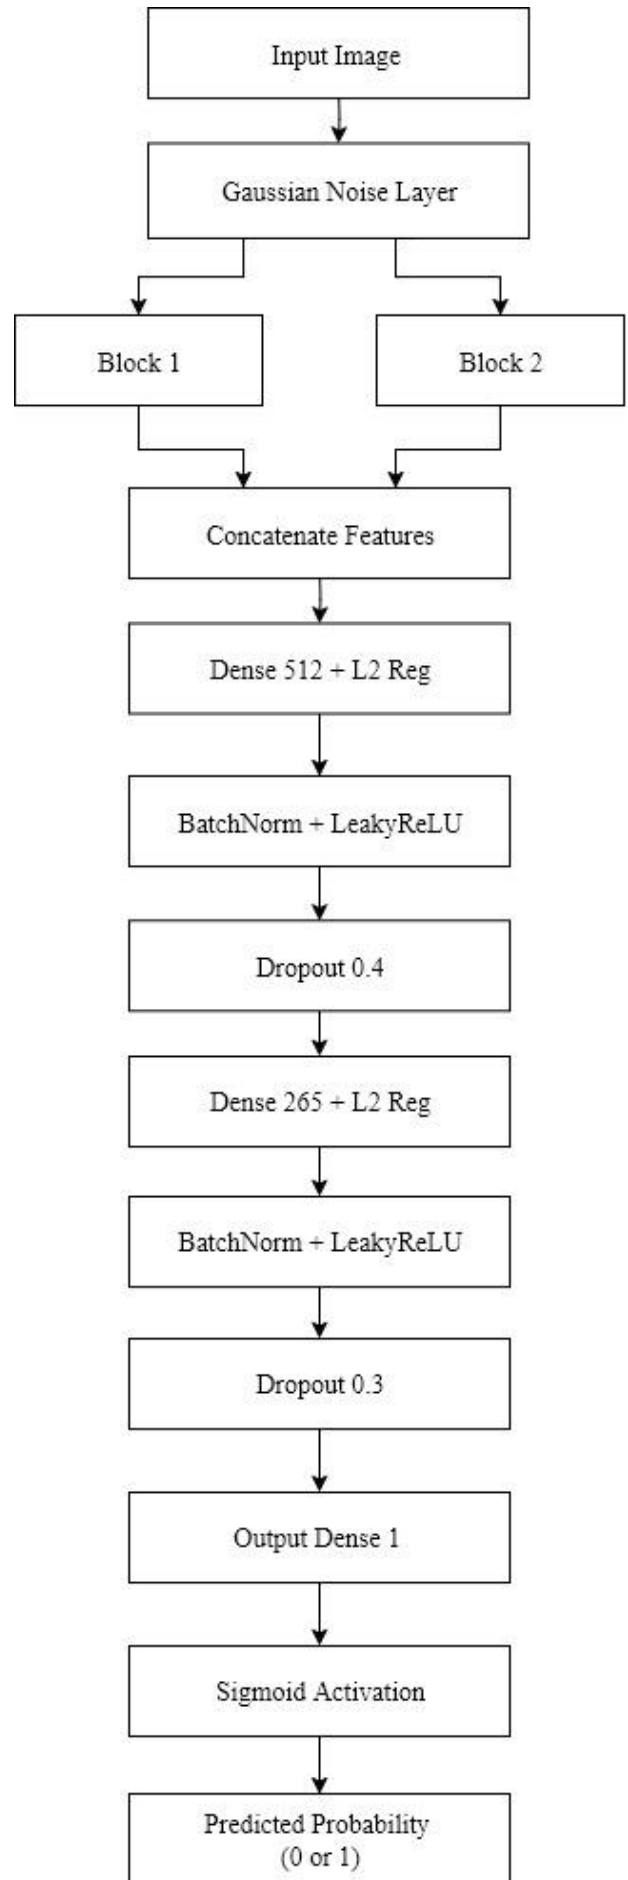 Input Image
Gaussian Noise Layer
Block 1
Block 2
Concatenate Features
Dense 512 + L2 Reg
BatchNorm + LeakyReLU
Dropout 0.4
Dense 265 + L2 Reg
BatchNorm + LeakyReLU
Dropout 0.3
Output Dense 1
Sigmoid Activation
Predicted Probability
(0 or 1)